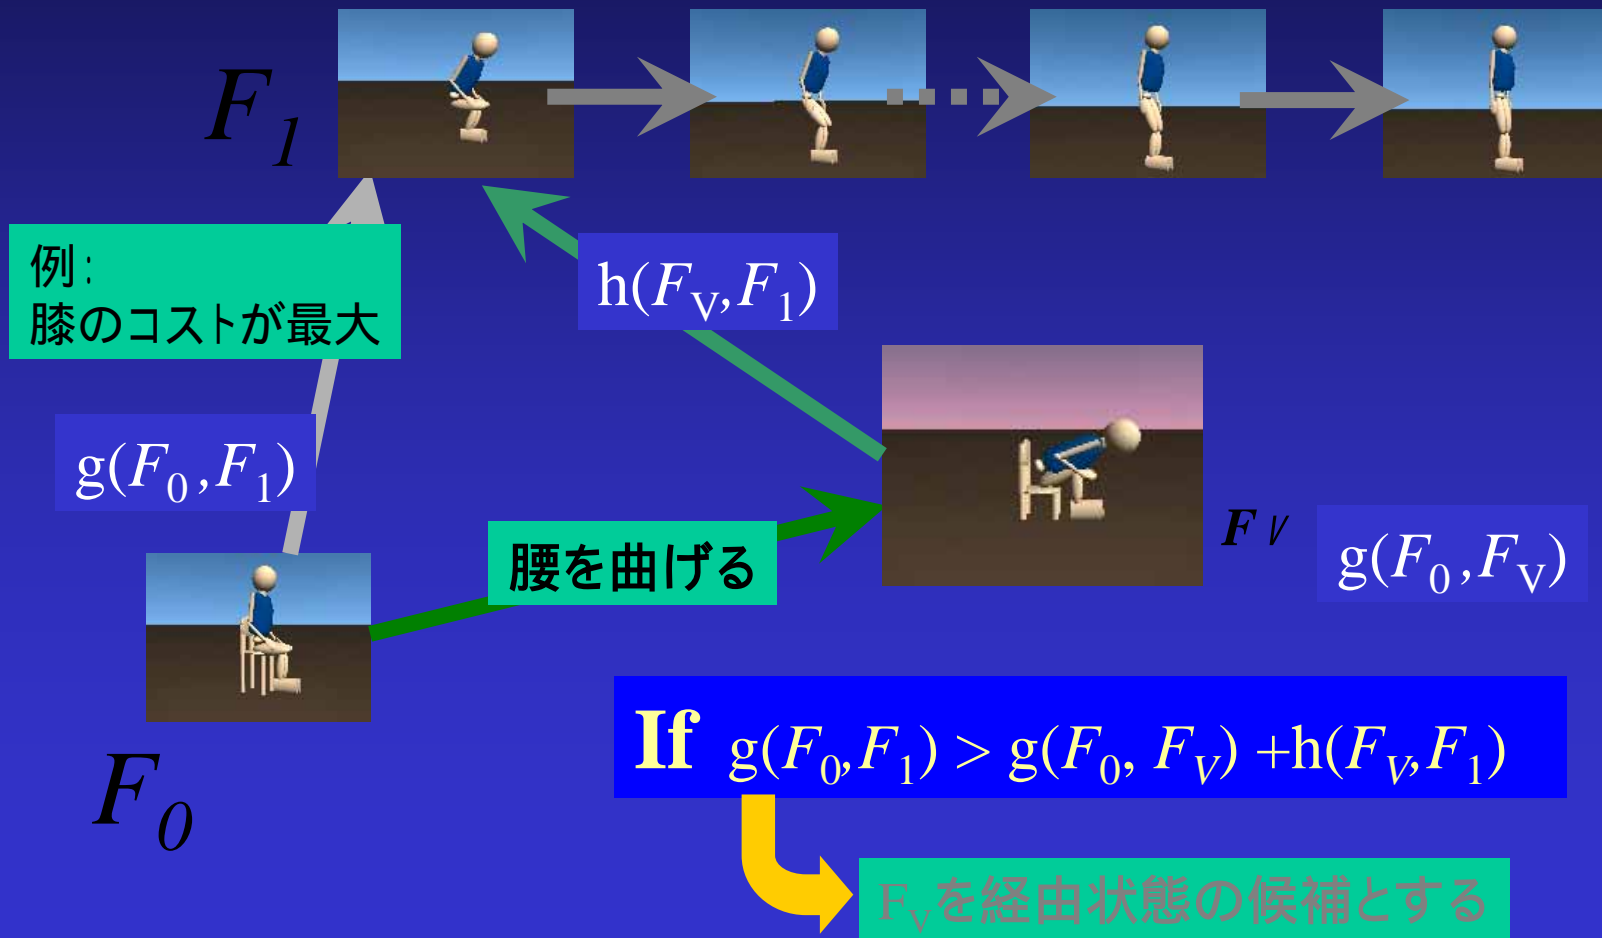 F1
例:
膝のコストが最大
h(FV,F1)
g(F0,F1)
腰を曲げる
FV
g(F0,FV)
F0
If g(F0,F1) > g(F0, FV) +h(FV,F1)
FVを経由状態の候補とする